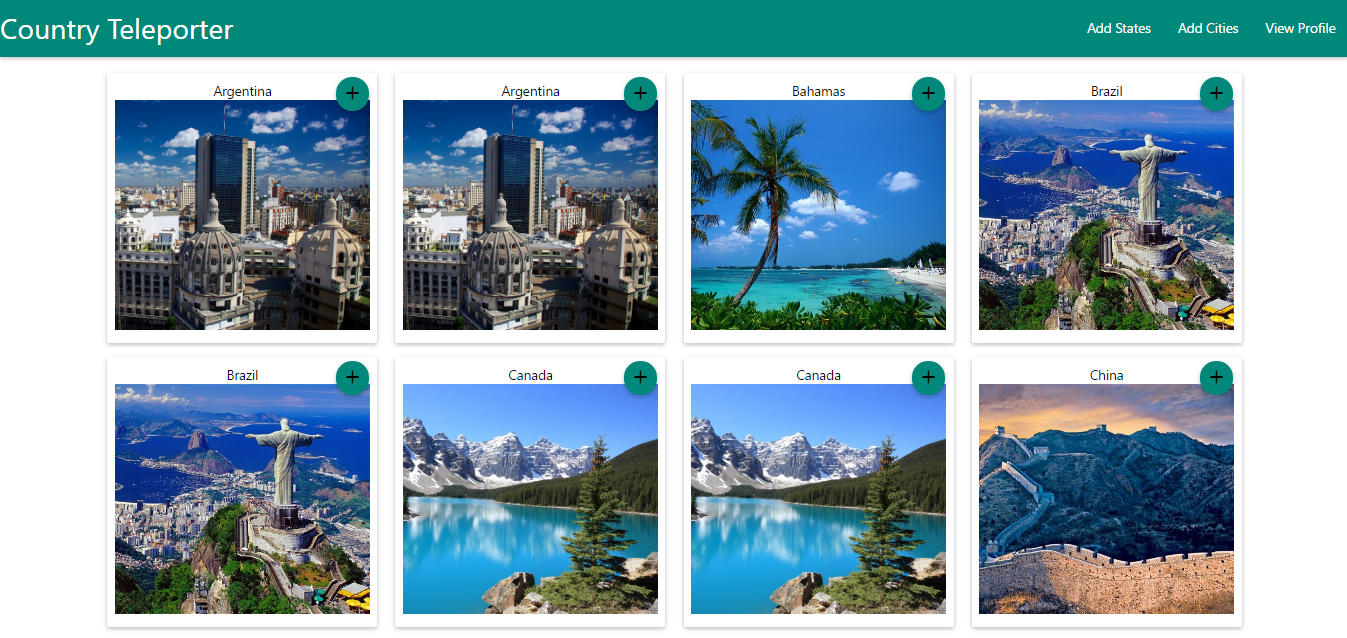 Country Teleporter
Add States
Add Cities
View Profile
Argentina
Argentina
Bahamas
Brazil
Brazil
Canada
Canada
China